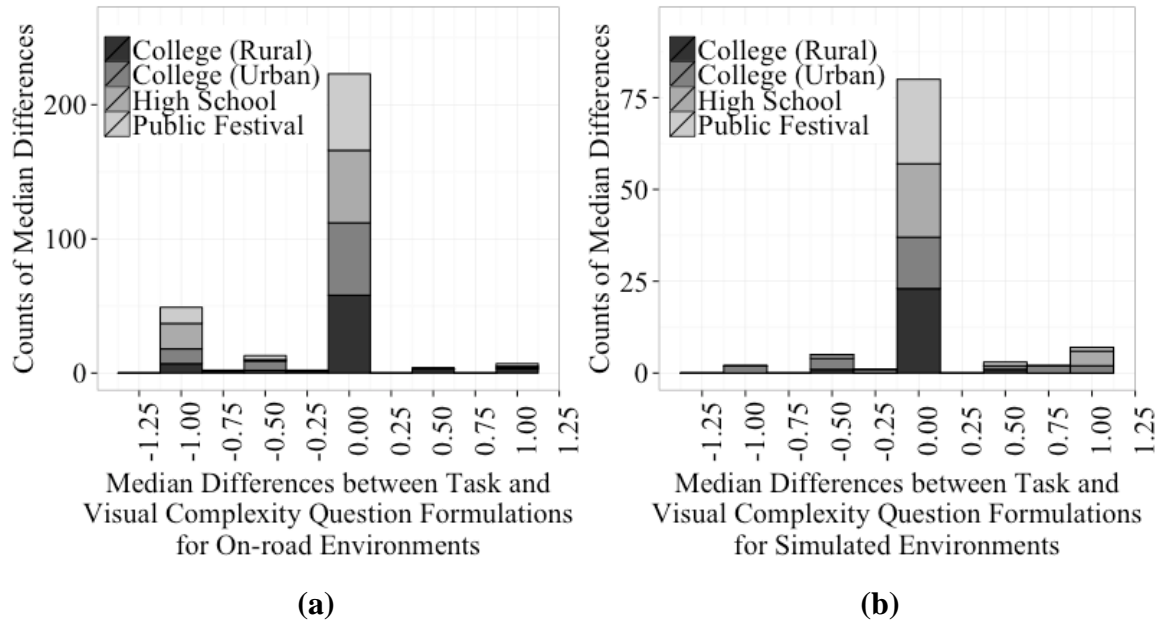 Counts of Median Differences
College (Rural)
College (Urban)
High School
Public Festival
200
100
0
-1.25
-1.00
-0.75
-0.50
-0.25
0.00
0.25
0.50
0.75
1.00
1.25
Median Differences between Task and
Visual Complexity Question Formulations
for On-road Environments
(a)
Counts of Median Differences
College (Rural)
College (Urban)
High School
Public Festival
75
50
25
0
-1.25
-1.00
-0.75
-0.50
-0.25
0.00
0.25
0.50
0.75
1.00
1.25
Median Differences between Task and
Visual Complexity Question Formulations
for Simulated Environments
(b)